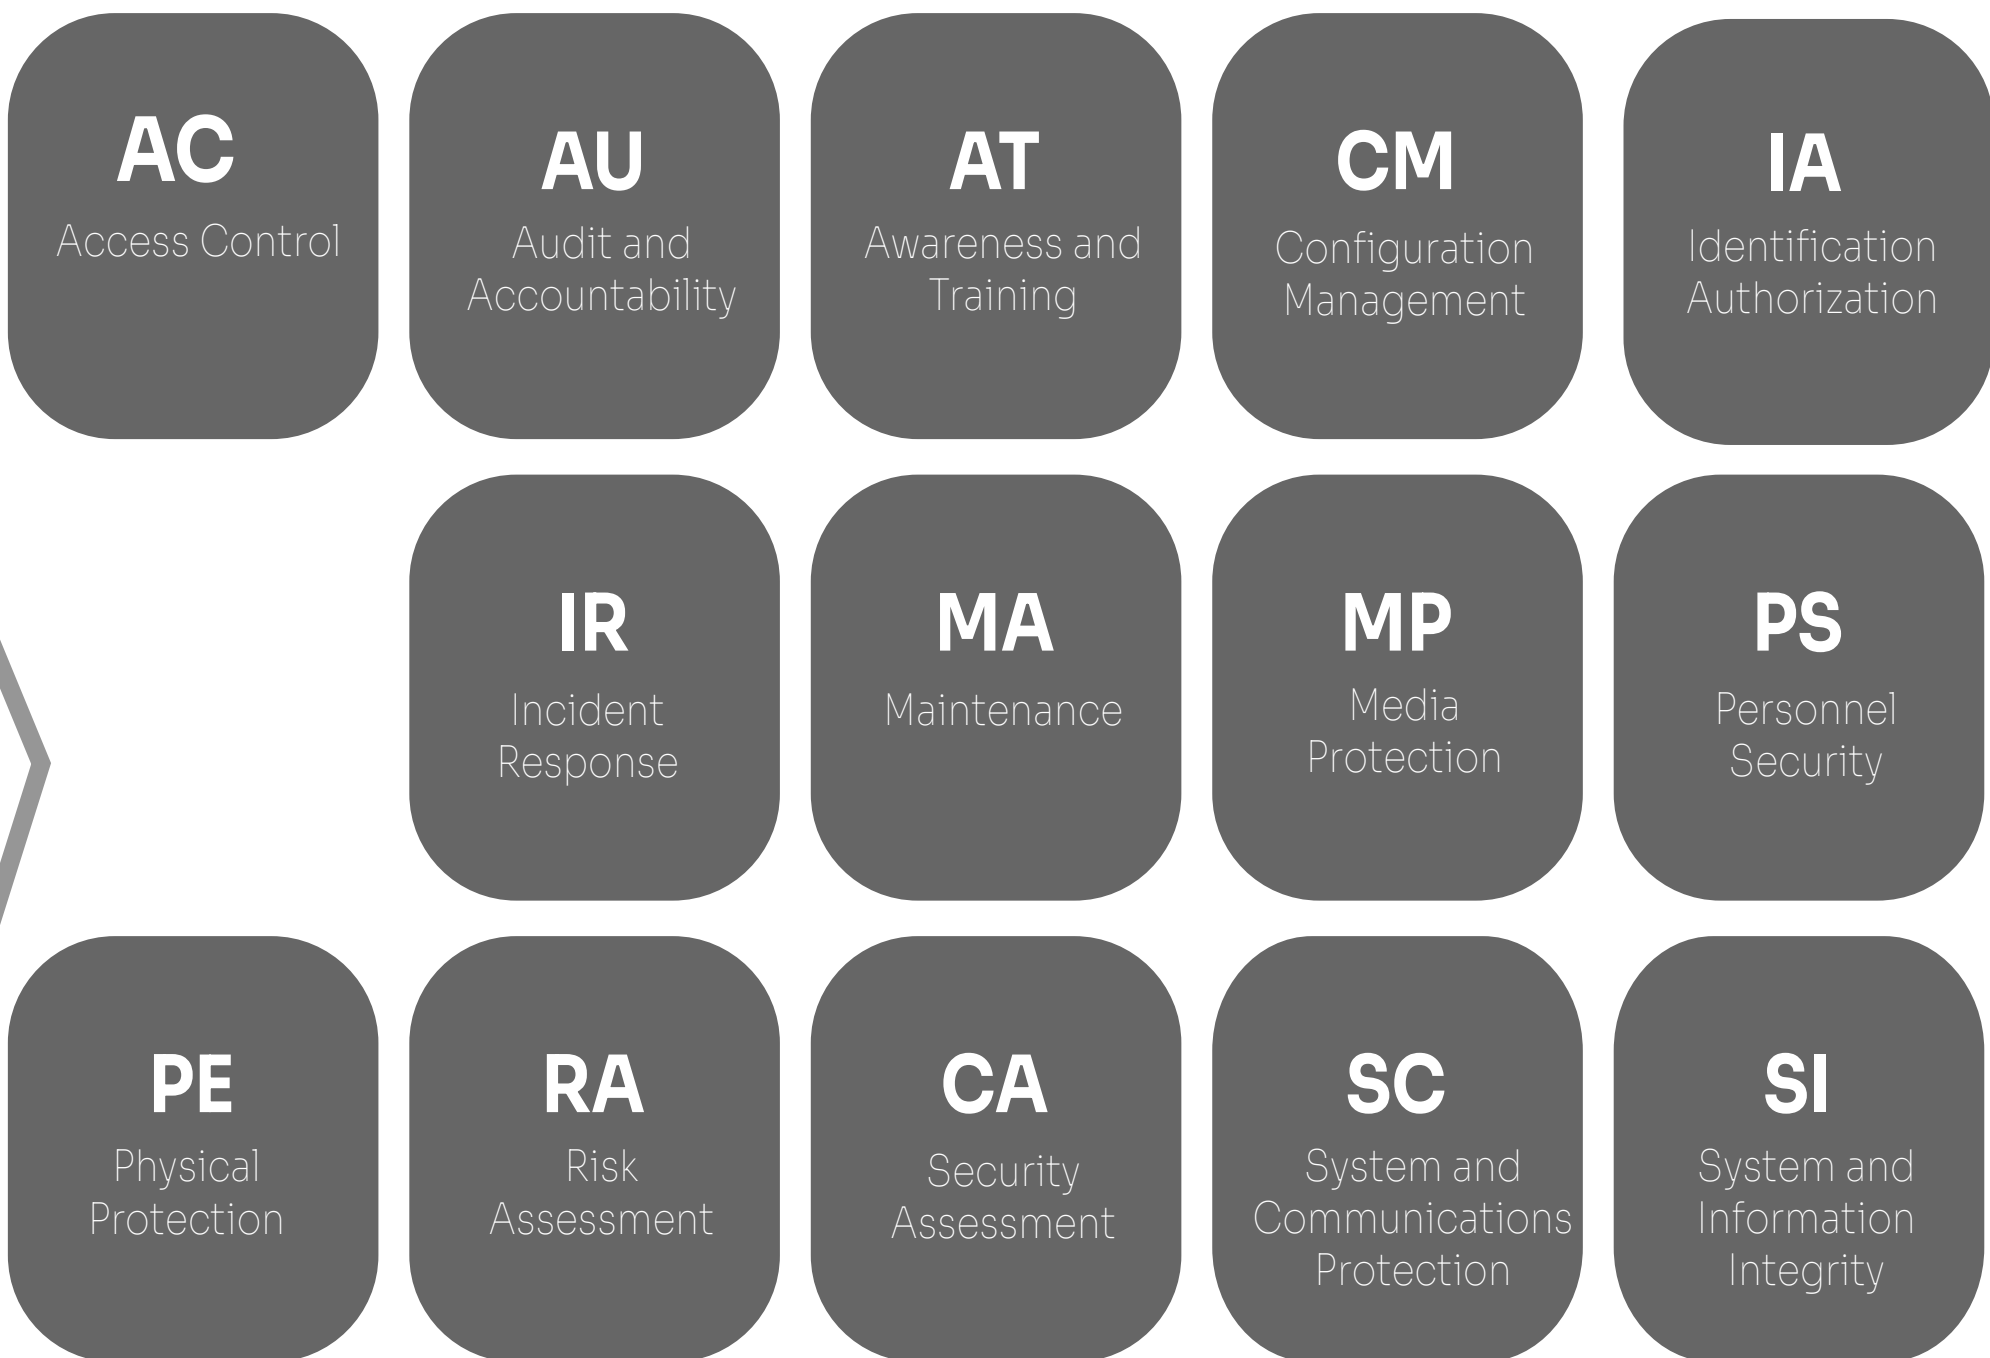 AC
Access Control
AU
Audit and
Accountability
AT
Awareness and
Training
CM
Configuration
Management
IA
Identification
Authorization
IR
Incident
Response
MA
Maintenance
MP
Media
Protection
PS
Personnel
Security
PE
Physical
Protection
RA
Risk
Assessment
CA
Security
Assessment
SC
System and
Communications
Protection
SI
System and
Information
Integrity